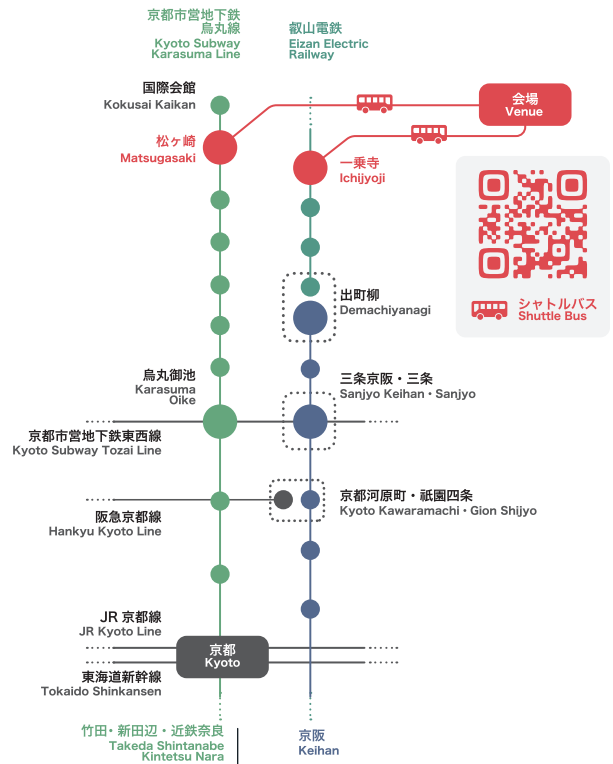 京都市営地下鉄
烏丸線
Kyoto Subway
Karasuma Line
叡山電鉄
Eizan Electric
Railway
国際会館
Kokusai Kaikan
会場
Venue
松ヶ崎
Matsugasaki
一乗寺
Ichijyoji
シャトルバス
Shuttle Bus
出町柳
Demachiyanagi
烏丸御池
Karasuma
Oike
三条京阪・三条
Sanjyo Keihan・Sanjyo
京都市営地下鉄東西線
Kyoto Subway Tozai Line
京都河原町・祇園四条
Kyoto Kawaramachi・Gion Shijyo
阪急京都線
Hankyu Kyoto Line
JR 京都線
JR Kyoto Line
京都
Kyoto
東海道新幹線
Tokaido Shinkansen
竹田・新田辺・近鉄奈良
Takeda Shintanabe
Kintetsu Nara
京阪
Keihan